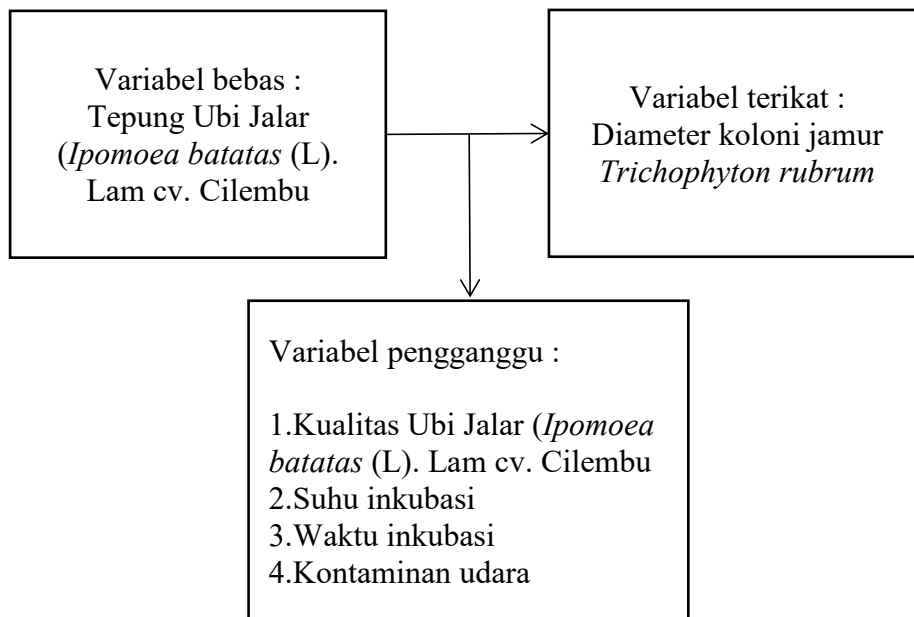 Variabel bebas :
Tepung Ubi Jalar
(Ipomoea batatas (L).
Lam cv. Cilembu
Variabel terikat :
Diameter koloni jamur
Trichophyton rubrum
Variabel pengganggu :
1.Kualitas Ubi Jalar (Ipomoea
batatas (L). Lam cv. Cilembu
2.Suhu inkubasi
3.Waktu inkubasi
4.Kontaminan udara